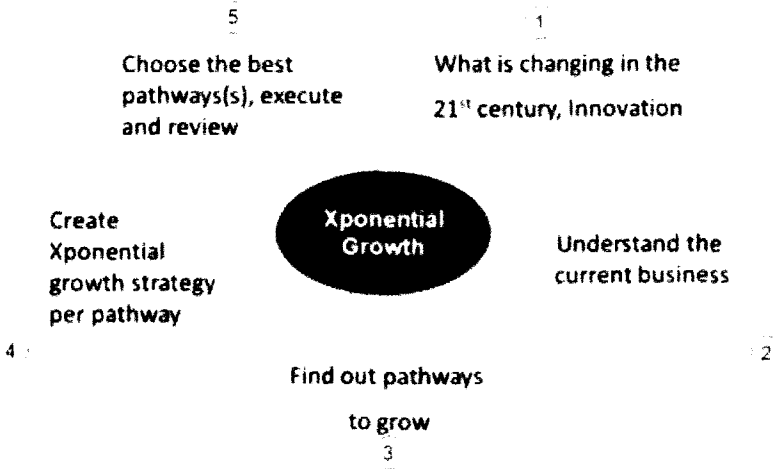 5
1
Choose the best
pathways(s), execute
and review
What is changing in the
21st century, Innovation
Create
Xponential
growth strategy
per pathway
Xponential
Growth
Understand the
current business
4
2
Find out pathways
to grow
3